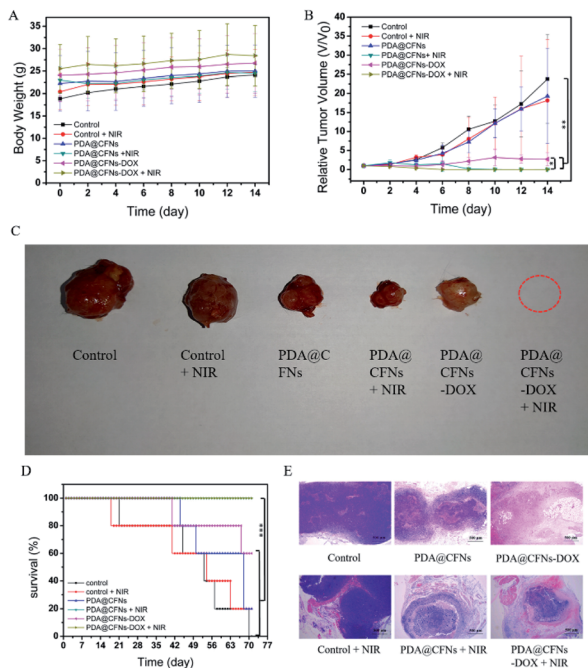 A
Body Weight (g)
40
35
30
25
20
15
10
5
0
Control
Control + NIR
PDA@CFNs
PDA@CFNs +NIR
PDA@CFNs-DOX
PDA@CFNs-DOX + NIR
0 2 4 6 8 10 12 14
Time (day)
B
Relative Tumor Volume (V/V0)
40
35
30
25
20
15
10
5
0
Control
Control + NIR
PDA@CFNs
PDA@CFNs+ NIR
PDA@CFNs-DOX
PDA@CFNs-DOX + NIR
**
*
0 2 4 6 8 10 12 14
Time (day)
C
Control
Control
+ NIR
PDA@C
FNs
PDA@
CFNs
+ NIR
PDA@
CFNs
-DOX
PDA@
CFNs
-DOX
+ NIR
D
survival (%)
100
80
60
40
20
0
control
control + NIR
PDA@CFNs
PDA@CFNs + NIR
PDA@CFNs-DOX
PDA@CFNs-DOX + NIR
***
0 7 14 21 28 35 42 49 56 63 70 77
Time (day)
E
Control
PDA@CFNs
PDA@CFNs-DOX
Control + NIR
PDA@CFNs + NIR
PDA@CFNs
-DOX + NIR